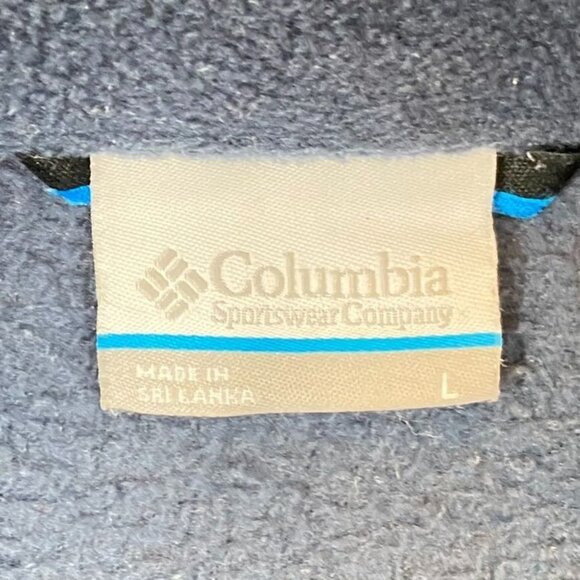 Columbia
Sportswear Company
MADE IN
SRI LANKA
L